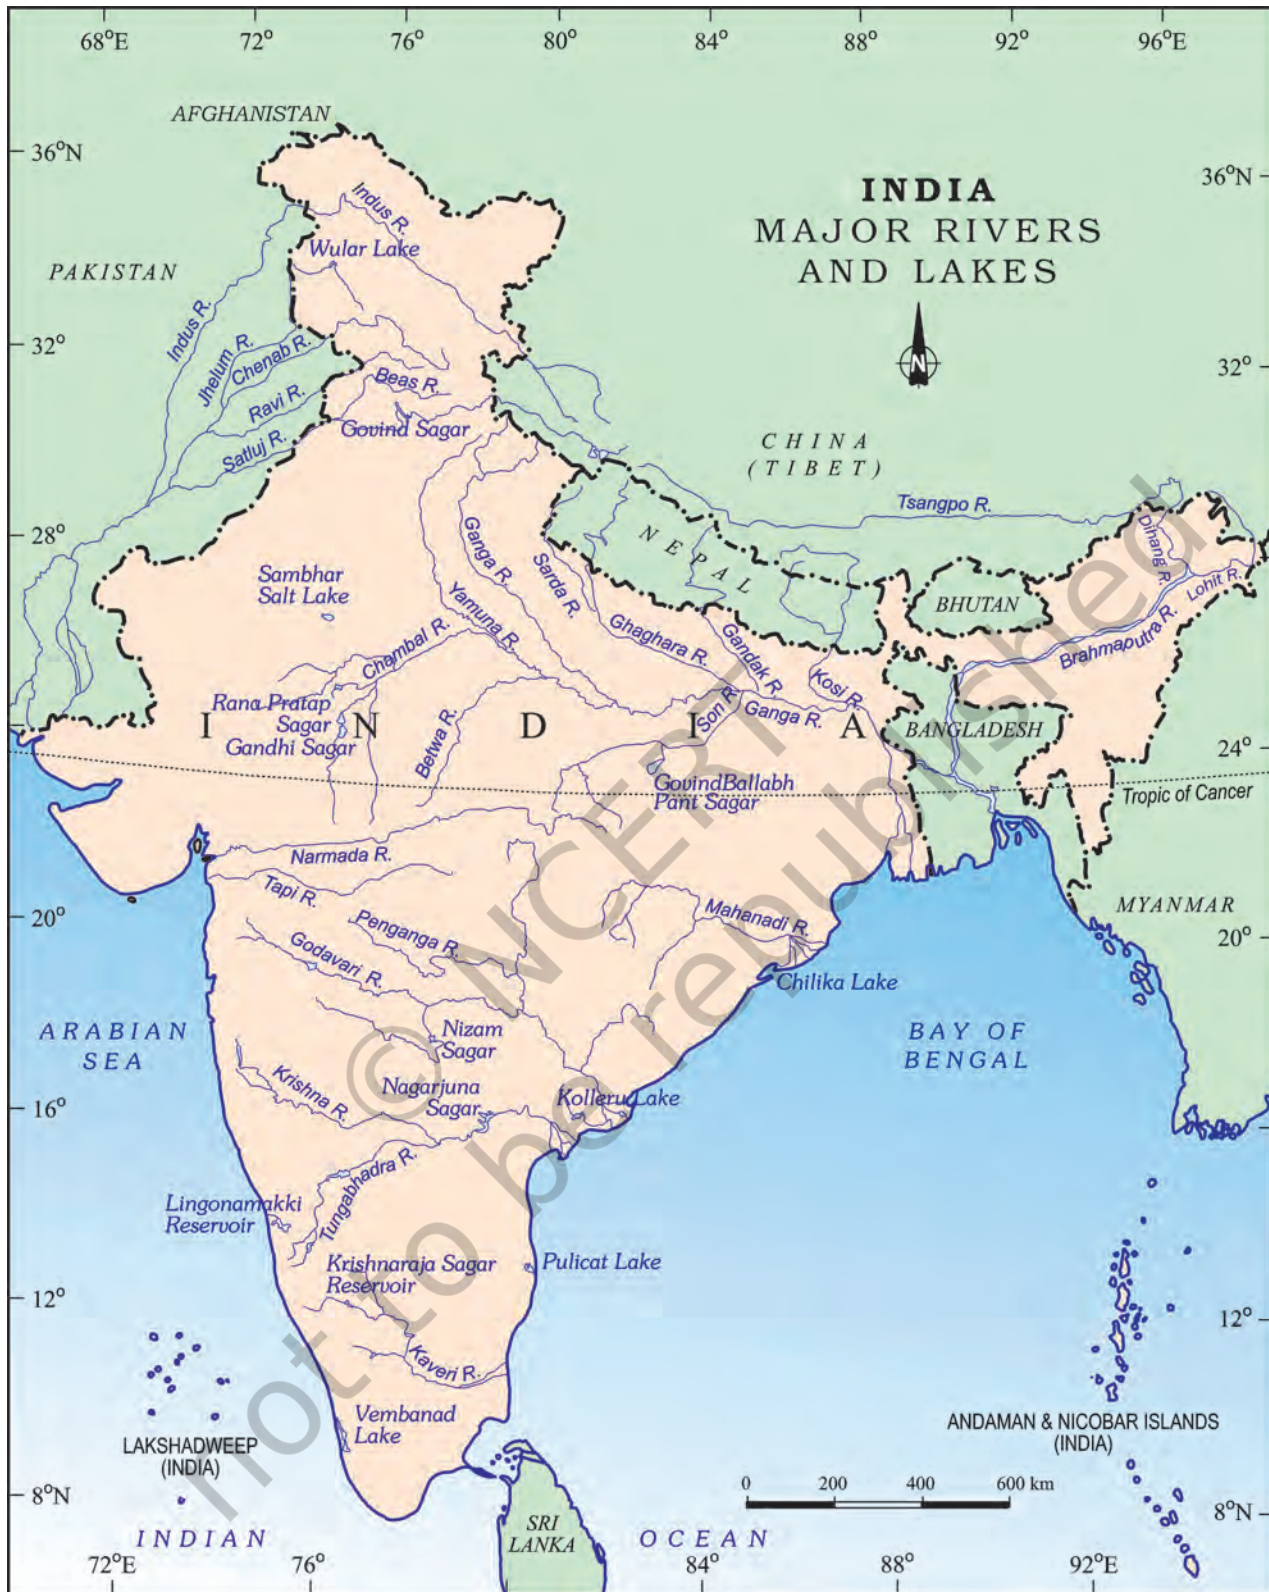 68°E 72° 76° 80° 84° 88° 92° 96°E
AFGHANISTAN
36°N
36°N
INDIA
MAJOR RIVERS
AND LAKES
N
Indus R.
Wular Lake
PAKISTAN
Indus R.
32°
32°
Jhelum R.
Chenab R.
Ravi R.
Satluj R.
Beas R.
Govind Sagar
CHINA
(TIBET)
Tsangpo R.
28°
28°
NEPAL
Dihang R.
Lohit R.
Brahmaputra R.
BHUTAN
Sambhar
Salt Lake
Ganga R.
Sarda R.
Yamuna R.
Ghaghara R.
Gandak R.
Kosi R.
Chambal R.
Rana Pratap
Sagar
Gandhi Sagar
Betwa R.
Son R.
Ganga R.
INDIA
BANGLADESH
24°
GovindBallabh
Pant Sagar
Tropic of Cancer
Narmada R.
Tapi R.
Penganga R.
Godavari R.
Mahanadi R.
20°
20°
MYANMAR
Chilika Lake
ARABIAN
SEA
BAY OF
BENGAL
Nizam
Sagar
Krishna R.
Nagarjuna
Sagar
Kolleru Lake
16°
Tungabhadra R.
Lingonamakki
Reservoir
Krishnaraja Sagar
Reservoir
Pulicat Lake
12°
12°
Kaveri R.
Vembanad
Lake
LAKSHADWEEP
(INDIA)
ANDAMAN & NICOBAR ISLANDS
(INDIA)
0 200 400 600 km
8°N
8°N
SRI
LANKA
INDIAN OCEAN
72°E 76° 84° 88° 92°E
© NCERT
not to be republished